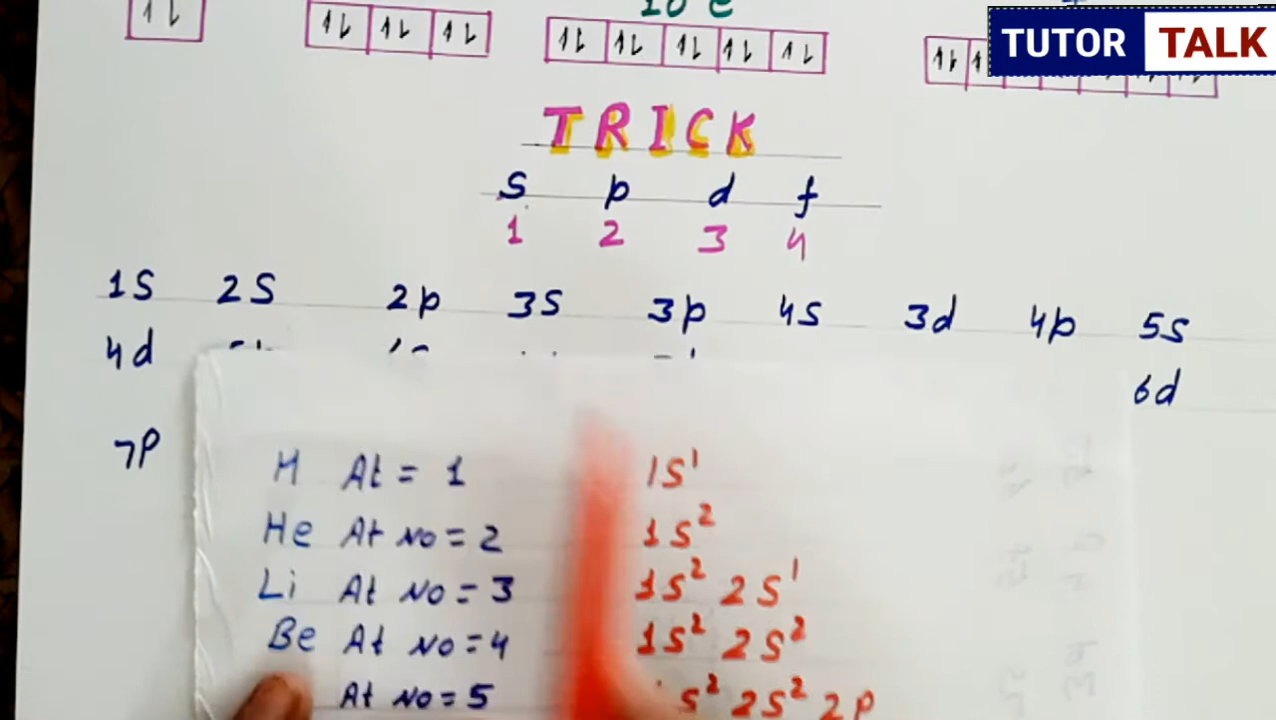 TUTOR TALK
TRICK
s p d f
1 2 3 4
1S 2S 2p 3S 3p 4S 3d 4p 5s
4d
6d
7P
H At = 1 1S¹
He At No = 2 1S²
Li At No = 3 1S² 2S¹
Be At No = 4 1S² 2S²
At No = 5 S² 2S² 2P